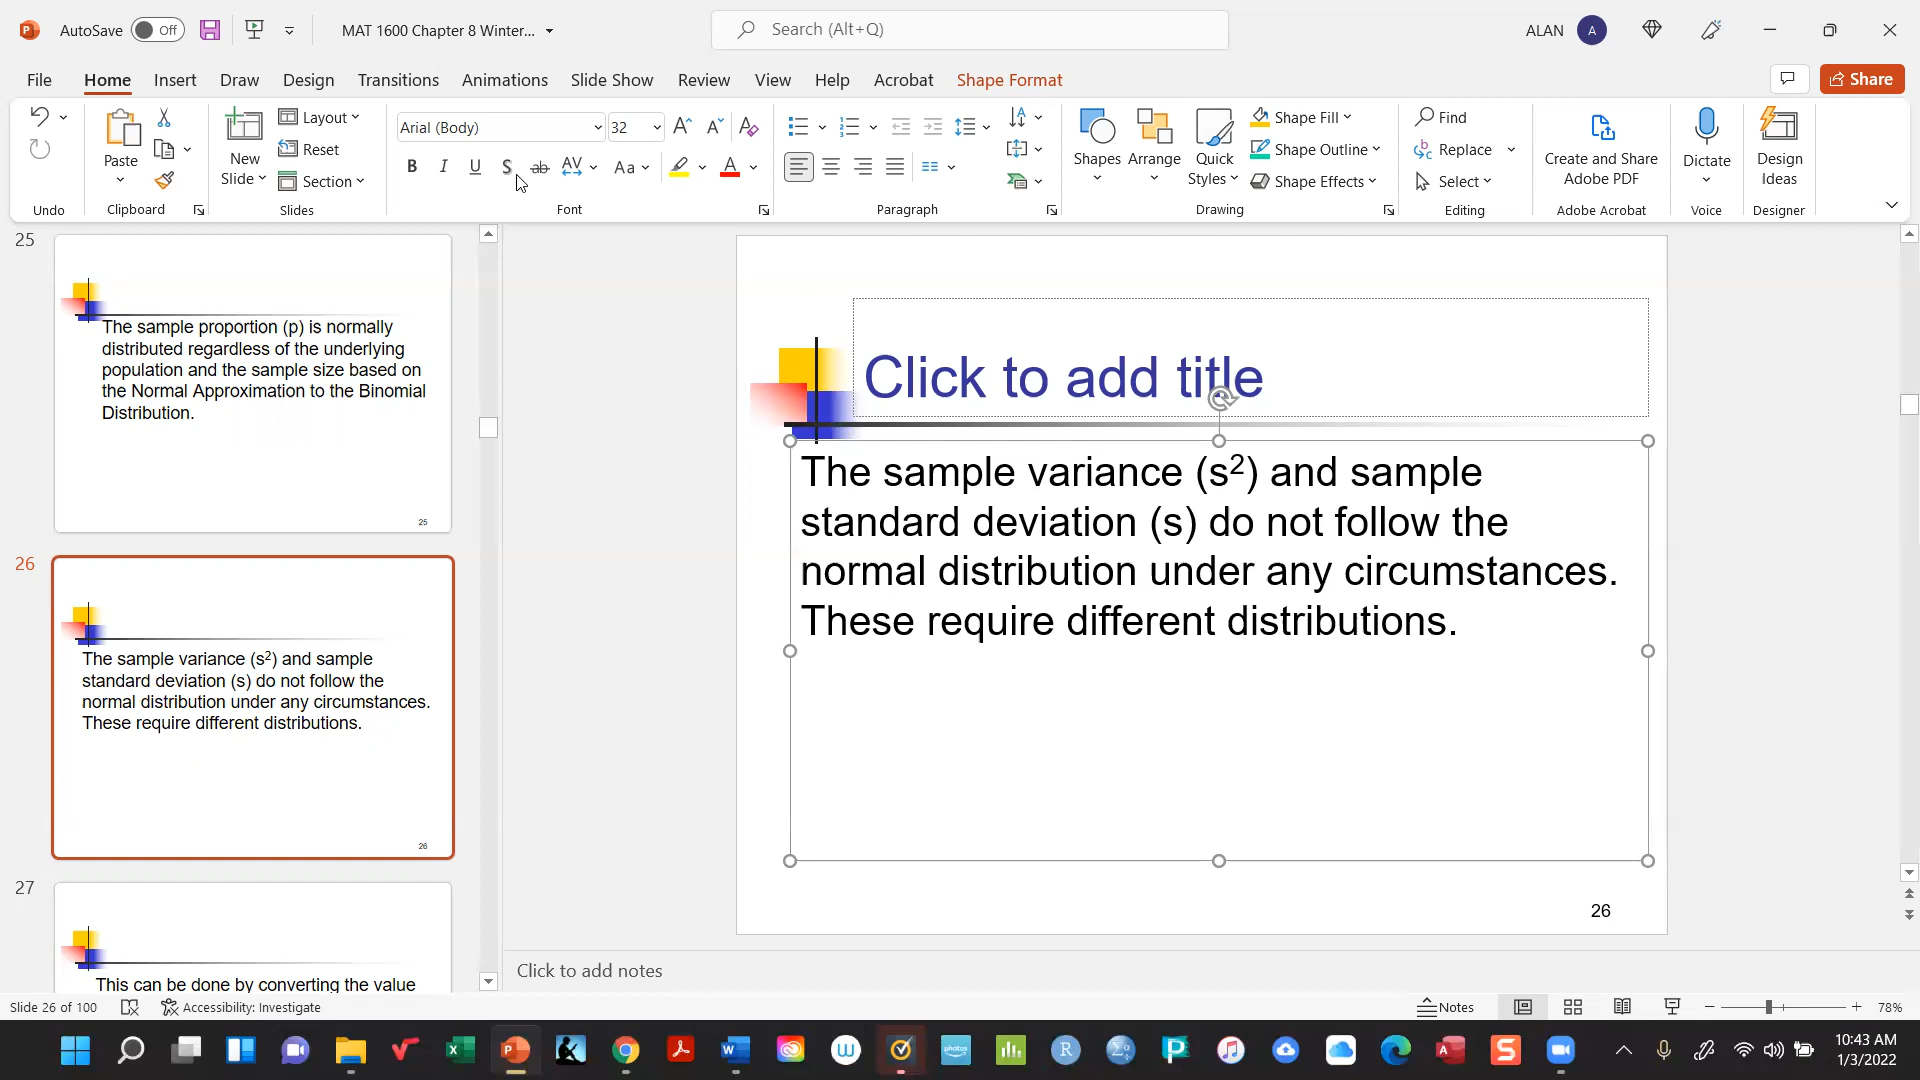 AutoSave Off MAT 1600 Chapter 8 Winter... Search (Alt+Q) ALAN A
File Home Insert Draw Design Transitions Animations Slide Show Review View Help Acrobat Shape Format Share
Paste
New Slide
Layout
Reset
Section
Arial (Body) 32
B I U S ab AV Aa A
Shapes
Arrange
Quick Styles
Shape Fill
Shape Outline
Shape Effects
Find
Replace
Select
Create and Share Adobe PDF
Dictate
Design Ideas
Undo Clipboard Slides Font Paragraph Drawing Editing Adobe Acrobat Voice Designer
25
The sample proportion (p) is normally
distributed regardless of the underlying
population and the sample size based on
the Normal Approximation to the Binomial
Distribution.
25
26
The sample variance (s²) and sample
standard deviation (s) do not follow the
normal distribution under any circumstances.
These require different distributions.
26
27
This can be done by converting the value
Click to add title
The sample variance (s²) and sample
standard deviation (s) do not follow the
normal distribution under any circumstances.
These require different distributions.
26
Click to add notes
Slide 26 of 100 Accessibility: Investigate Notes 78%
10:43 AM
1/3/2022